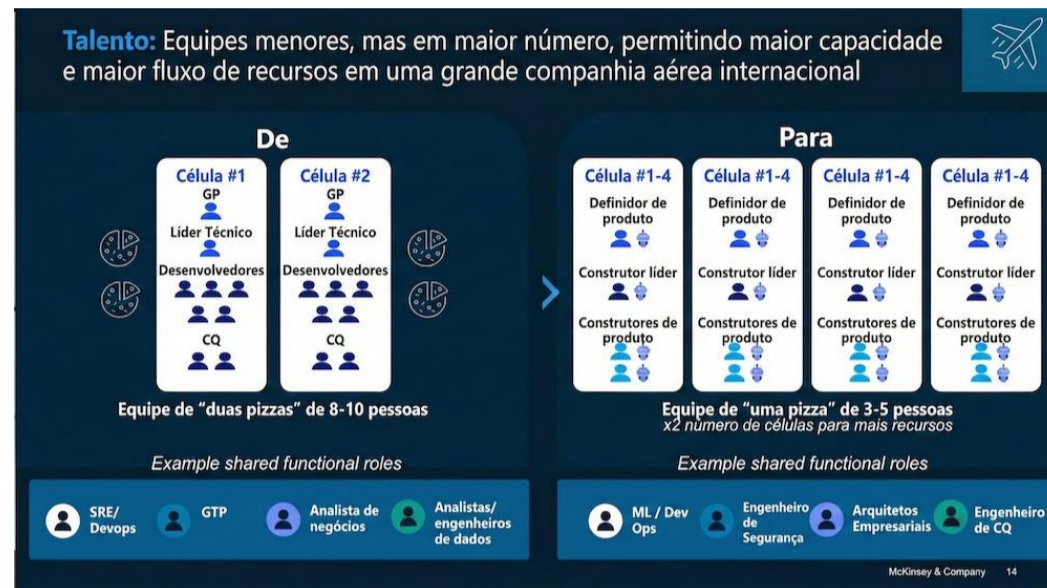 Talento: Equipes menores, mas em maior número, permitindo maior capacidade
e maior fluxo de recursos em uma grande companhia aérea internacional
De
Célula #1
GP
Líder Técnico
Desenvolvedores
CQ
Célula #2
GP
Líder Técnico
Desenvolvedores
CQ
Equipe de “duas pizzas” de 8-10 pessoas
Example shared functional roles
SRE/
Devops
GTP
Analista de
negócios
Analistas/
engenheiros
de dados
Para
Célula #1-4
Definidor de
produto
Construtor líder
Construtores de
produto
Célula #1-4
Definidor de
produto
Construtor líder
Construtores de
produto
Célula #1-4
Definidor de
produto
Construtor líder
Construtores de
produto
Célula #1-4
Definidor de
produto
Construtor líder
Construtores de
produto
Equipe de “uma pizza” de 3-5 pessoas
x2 número de células para mais recursos
Example shared functional roles
ML / Dev
Ops
Engenheiro
de
Segurança
Arquitetos
Empresariais
Engenheiro
de CQ
McKinsey & Company 14